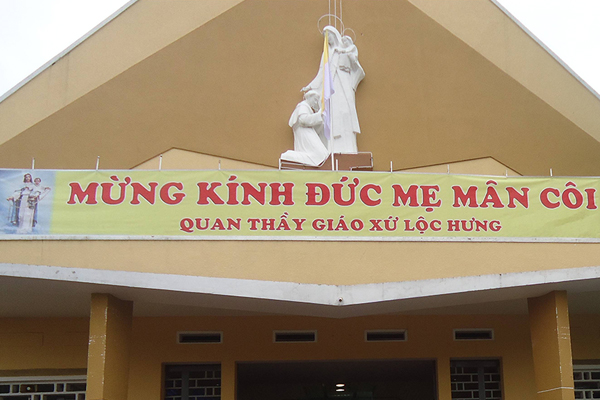 MỪNG KÍNH ĐỨC MẸ MÂN CÔI
QUAN THẦY GIÁO XỨ LỘC HƯNG